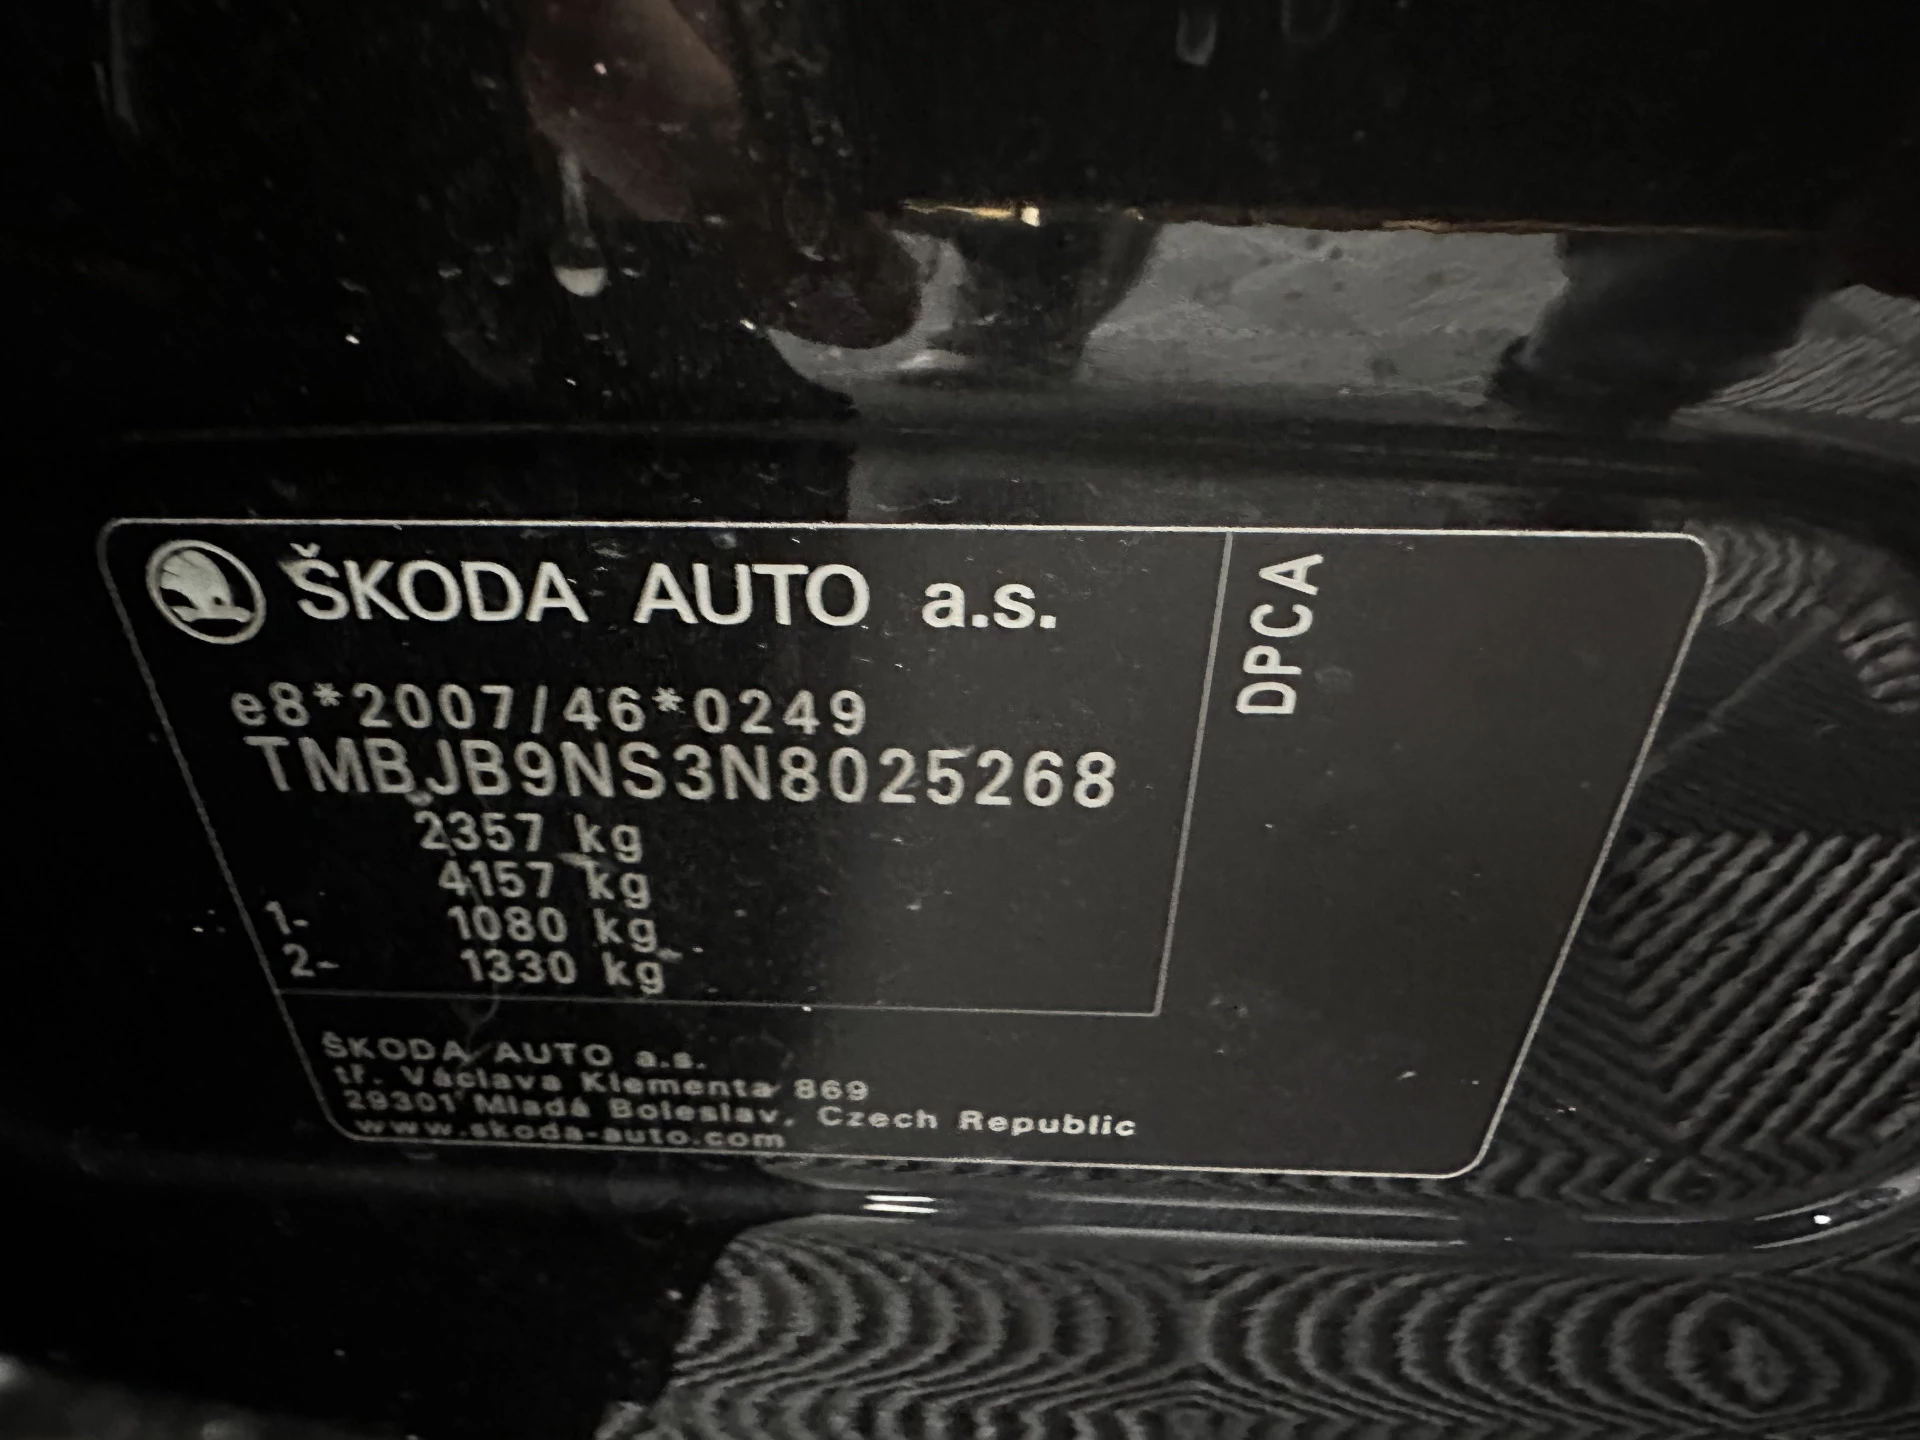 ŠKODA AUTO a.s.
DPCA
e8*2007/46*0249
TMBJB9NS3N8025268
2357 kg
4157 kg
1- 1080 kg
2- 1330 kg
ŠKODA AUTO a.s.
tř. Václava Klementa 869
29301 Mladá Boleslav, Czech Republic
www.skoda-auto.com